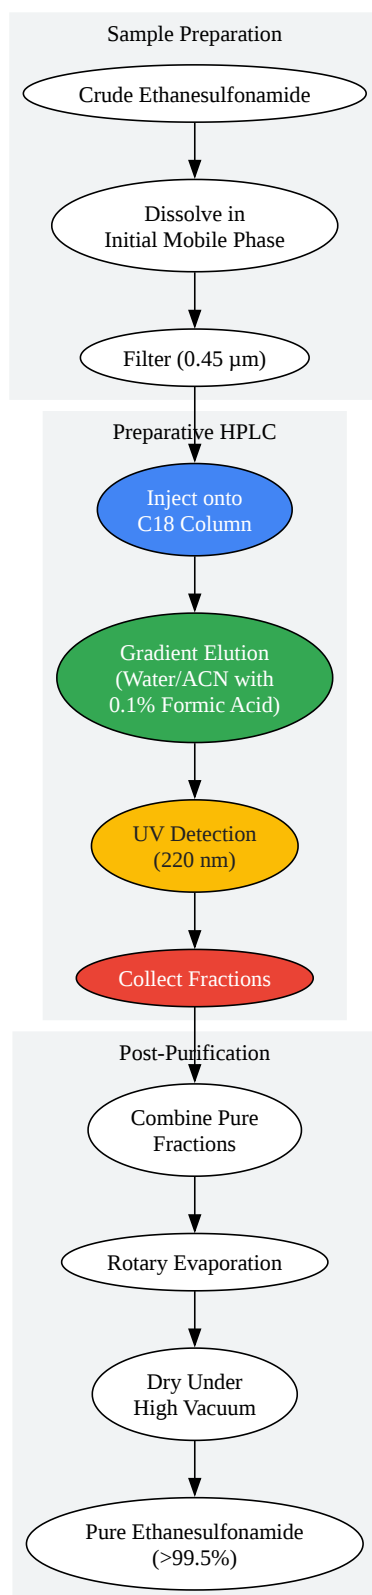 Sample Preparation
Crude Ethanesulfonamide
Dissolve in
Initial Mobile Phase
Filter (0.45 µm)
Preparative HPLC
Inject onto
C18 Column
Gradient Elution
(Water/ACN with
0.1% Formic Acid)
UV Detection
(220 nm)
Collect Fractions
Post-Purification
Combine Pure
Fractions
Rotary Evaporation
Dry Under
High Vacuum
Pure Ethanesulfonamide
(>99.5%)